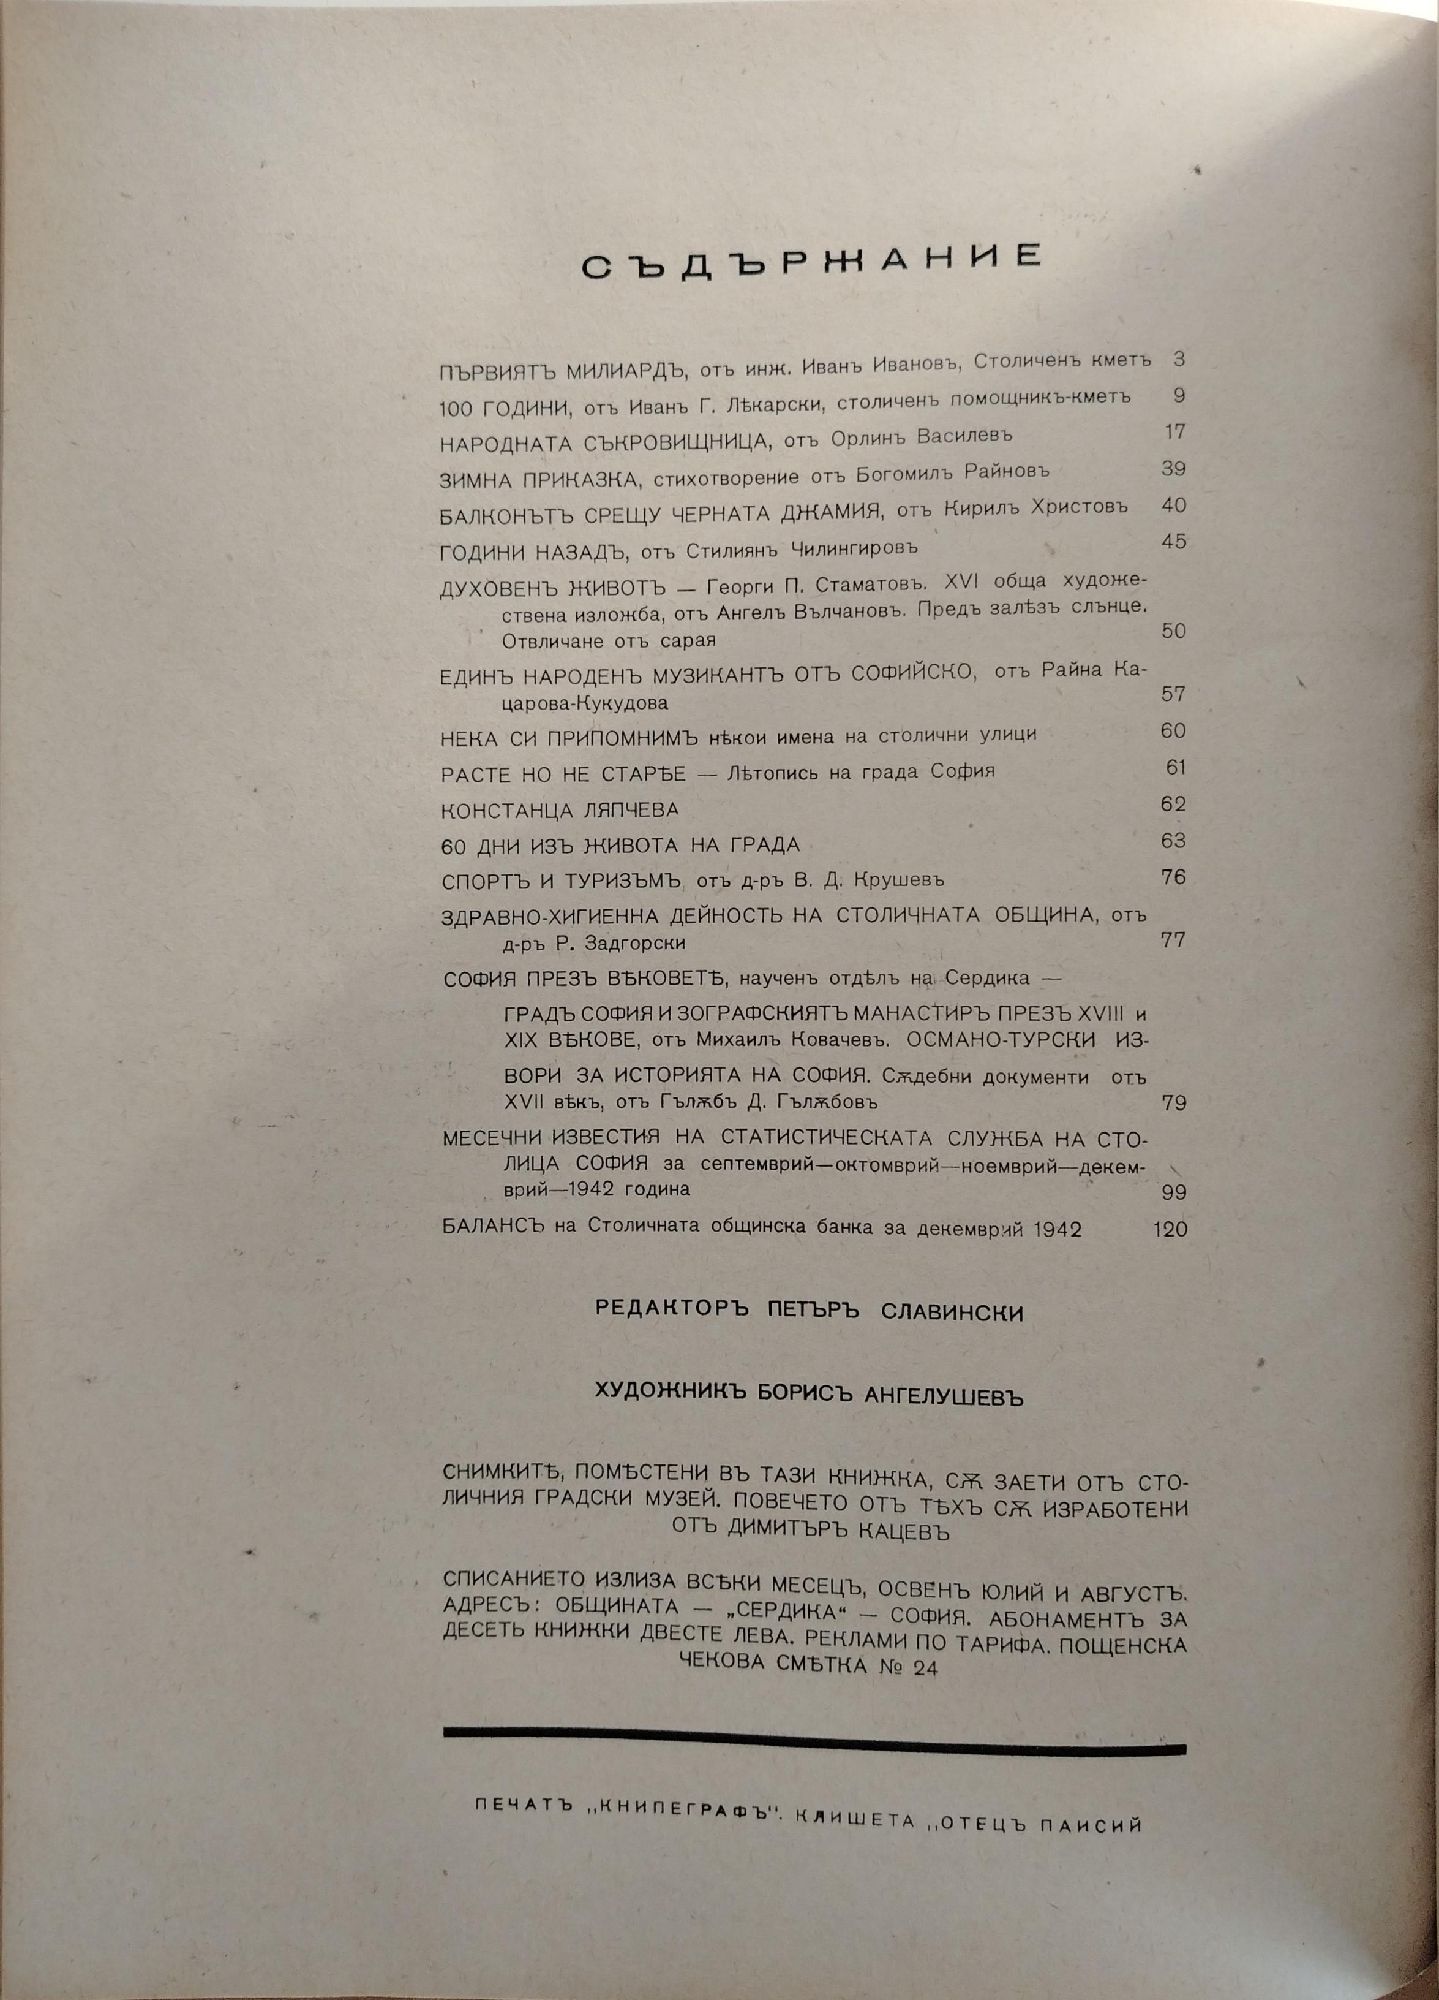 СЪДЪРЖАНИЕ
ПЪРВИЯТЪ МИЛИАРДЪ, отъ инж. Иванъ Ивановъ, Столиченъ кметъ 3
100 ГОДИНИ, отъ Иванъ Г. Лѣкарски, столиченъ помощникъ-кметъ 9
НАРОДНАТА СЪКРОВИЩНИЦА, отъ Орлинъ Василевъ 17
ЗИМНА ПРИКАЗКА, стихотворение отъ Богомилъ Райновъ 39
БАЛКОНЪТЪ СРЕЩУ ЧЕРНАТА ДЖАМИЯ, отъ Кирилъ Христовъ 40
ГОДИНИ НАЗАДЪ, отъ Стилиянъ Чилингировъ 45
ДУХОВЕНЪ ЖИВОТЪ — Георги П. Стаматовъ. XVI обща художе-
ствена изложба, отъ Ангелъ Вълчановъ. Предъ залѣзъ слънце.
Отвличане отъ сарая 50
ЕДИНЪ НАРОДЕНЪ МУЗИКАНТЪ ОТЪ СОФИЙСКО, отъ Райна Ка-
царова-Кукудова 57
НЕКА СИ ПРИПОМНИМЪ нѣкои имена на столични улици 60
РАСТЕ НО НЕ СТАРѢЕ — Лѣтопись на града София 61
КОНСТАНЦА ЛЯПЧЕВА 62
60 ДНИ ИЗЪ ЖИВОТА НА ГРАДА 63
СПОРТЪ И ТУРИЗЪМЪ, отъ д-ръ В. Д. Крушевъ 76
ЗДРАВНО-ХИГИЕННА ДЕЙНОСТЬ НА СТОЛИЧНАТА ОБЩИНА, отъ
д-ръ Р. Задгорски 77
СОФИЯ ПРЕЗЪ ВѢКОВЕТѢ, наученъ отдѣлъ на Сердика —
ГРАДЪ СОФИЯ И ЗОГРАФСКИЯТЪ МАНАСТИРЪ ПРЕЗЪ XVIII и
XIX ВѢКОВЕ, отъ Михаилъ Ковачевъ. ОСМАНО-ТУРСКИ ИЗ-
ВОРИ ЗА ИСТОРИЯТА НА СОФИЯ. Сѫдебни документи отъ
XVII вѣкъ, отъ Гълѫбъ Д. Гълѫбовъ 79
МЕСЕЧНИ ИЗВЕСТИЯ НА СТАТИСТИЧЕСКАТА СЛУЖБА НА СТО-
ЛИЦА СОФИЯ за септемврий—октомврий—ноемврий—декем-
врий—1942 година 99
БАЛАНСЪ на Столичната общинска банка за декемврий 1942 120
РЕДАКТОРЪ ПЕТЪРЪ СЛАВИНСКИ
ХУДОЖНИКЪ БОРИСЪ АНГЕЛУШЕВЪ
СНИМКИТѢ, ПОМѢСТЕНИ ВЪ ТАЗИ КНИЖКА, СѪ ЗАЕТИ ОТЪ СТО-
ЛИЧНИЯ ГРАДСКИ МУЗЕЙ. ПОВЕЧЕТО ОТЪ ТѢХЪ СѪ ИЗРАБОТЕНИ
ОТЪ ДИМИТЪРЪ КАЦЕВЪ
СПИСАНИЕТО ИЗЛИЗА ВСѢКИ МЕСЕЦЪ, ОСВЕНЪ ЮЛИЙ И АВГУСТЪ.
АДРЕСЪ: ОБЩИНАТА — „СЕРДИКА“ — СОФИЯ. АБОНАМЕНТЪ ЗА
ДЕСЕТЬ КНИЖКИ ДВЕСТЕ ЛЕВА. РЕКЛАМИ ПО ТАРИФА. ПОЩЕНСКА
ЧЕКОВА СМѢТКА № 24
ПЕЧАТЪ „КНИПЕГРАФЪ". КЛИШЕТА „ОТЕЦЪ ПАИСИЙ